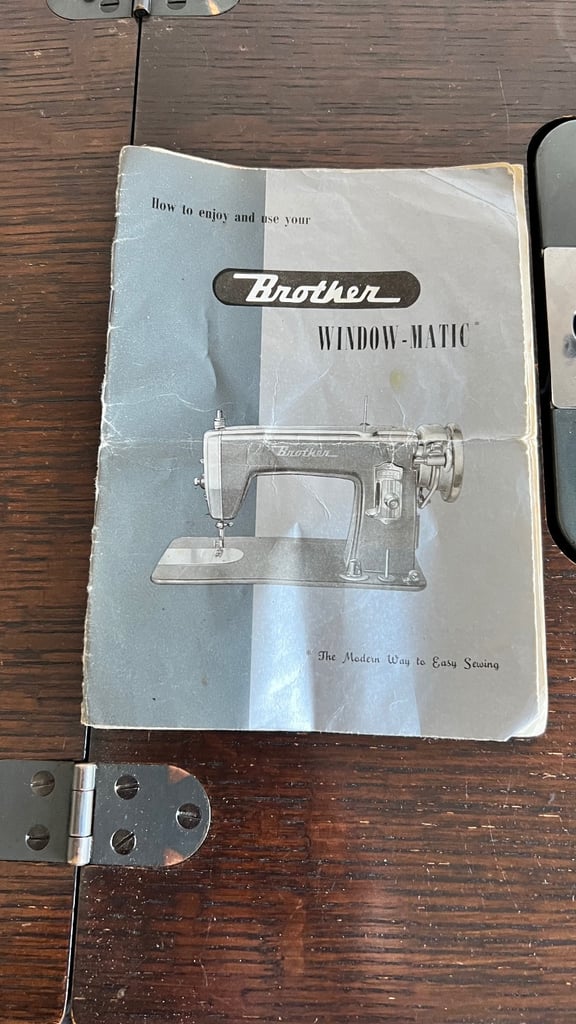 How to enjoy and use your
Brother
WINDOW-MATIC*
Brother
* The Modern Way to Easy Sewing